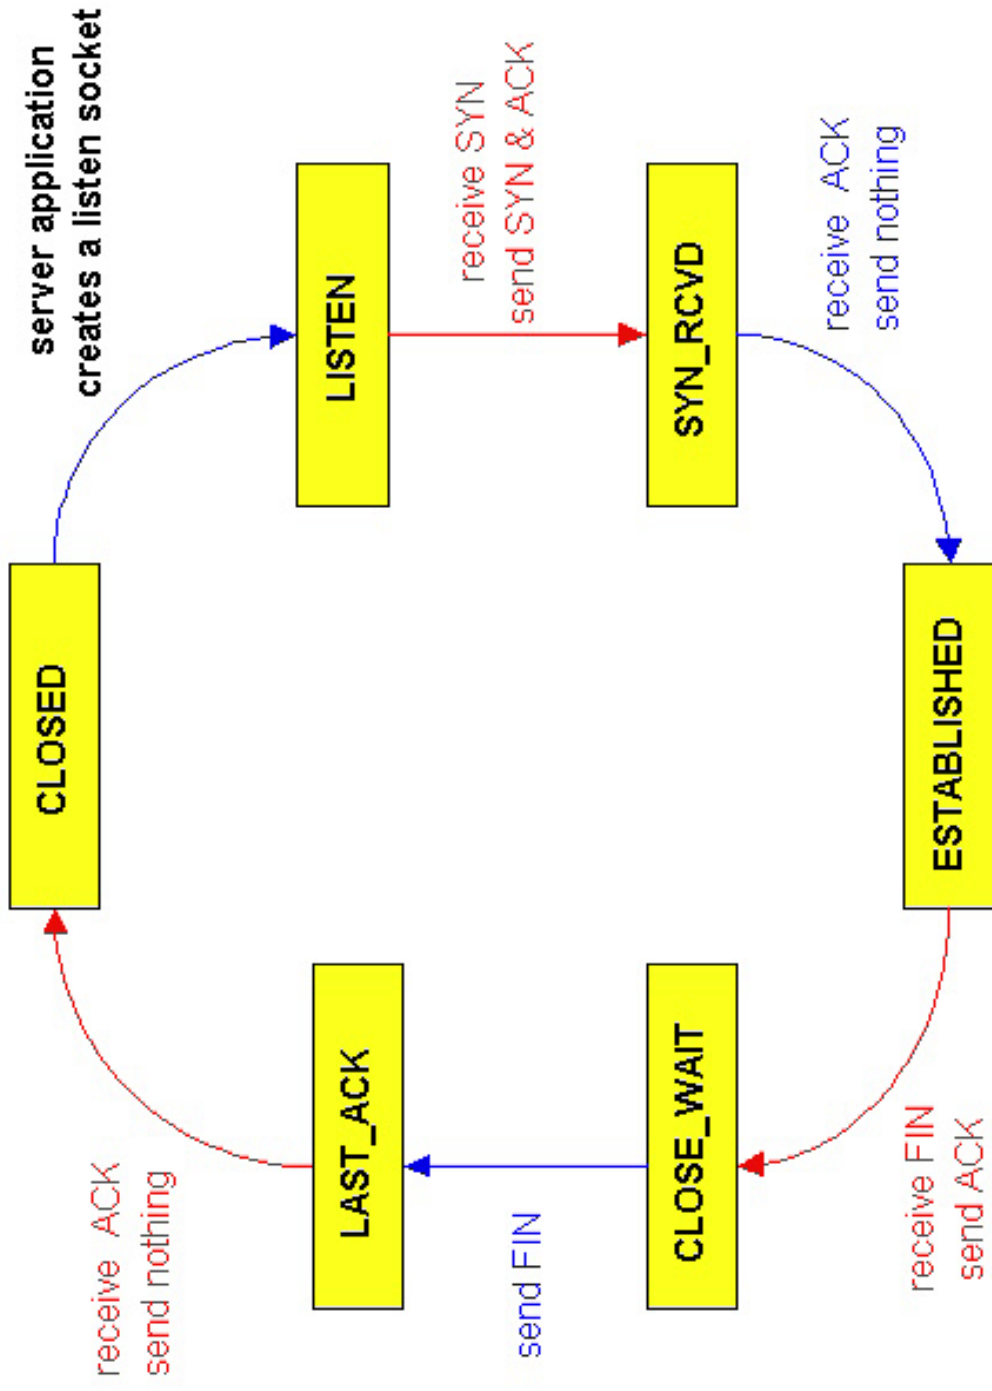 CLOSED
server application
creates a listen socket
LISTEN
receive SYN
send SYN & ACK
SYN_RCVD
receive ACK
send nothing
ESTABLISHED
receive FIN
send ACK
CLOSE_WAIT
send FIN
LAST_ACK
receive ACK
send nothing